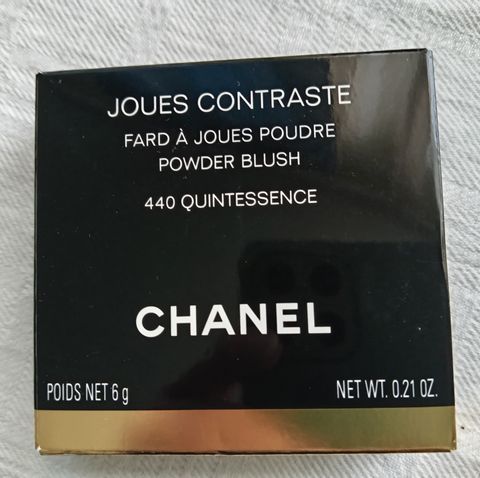 JOUES CONTRASTE
FARD À JOUES POUDRE
POWDER BLUSH
440 QUINTESSENCE
CHANEL
POIDS NET 6 g NET WT. 0.21 OZ.